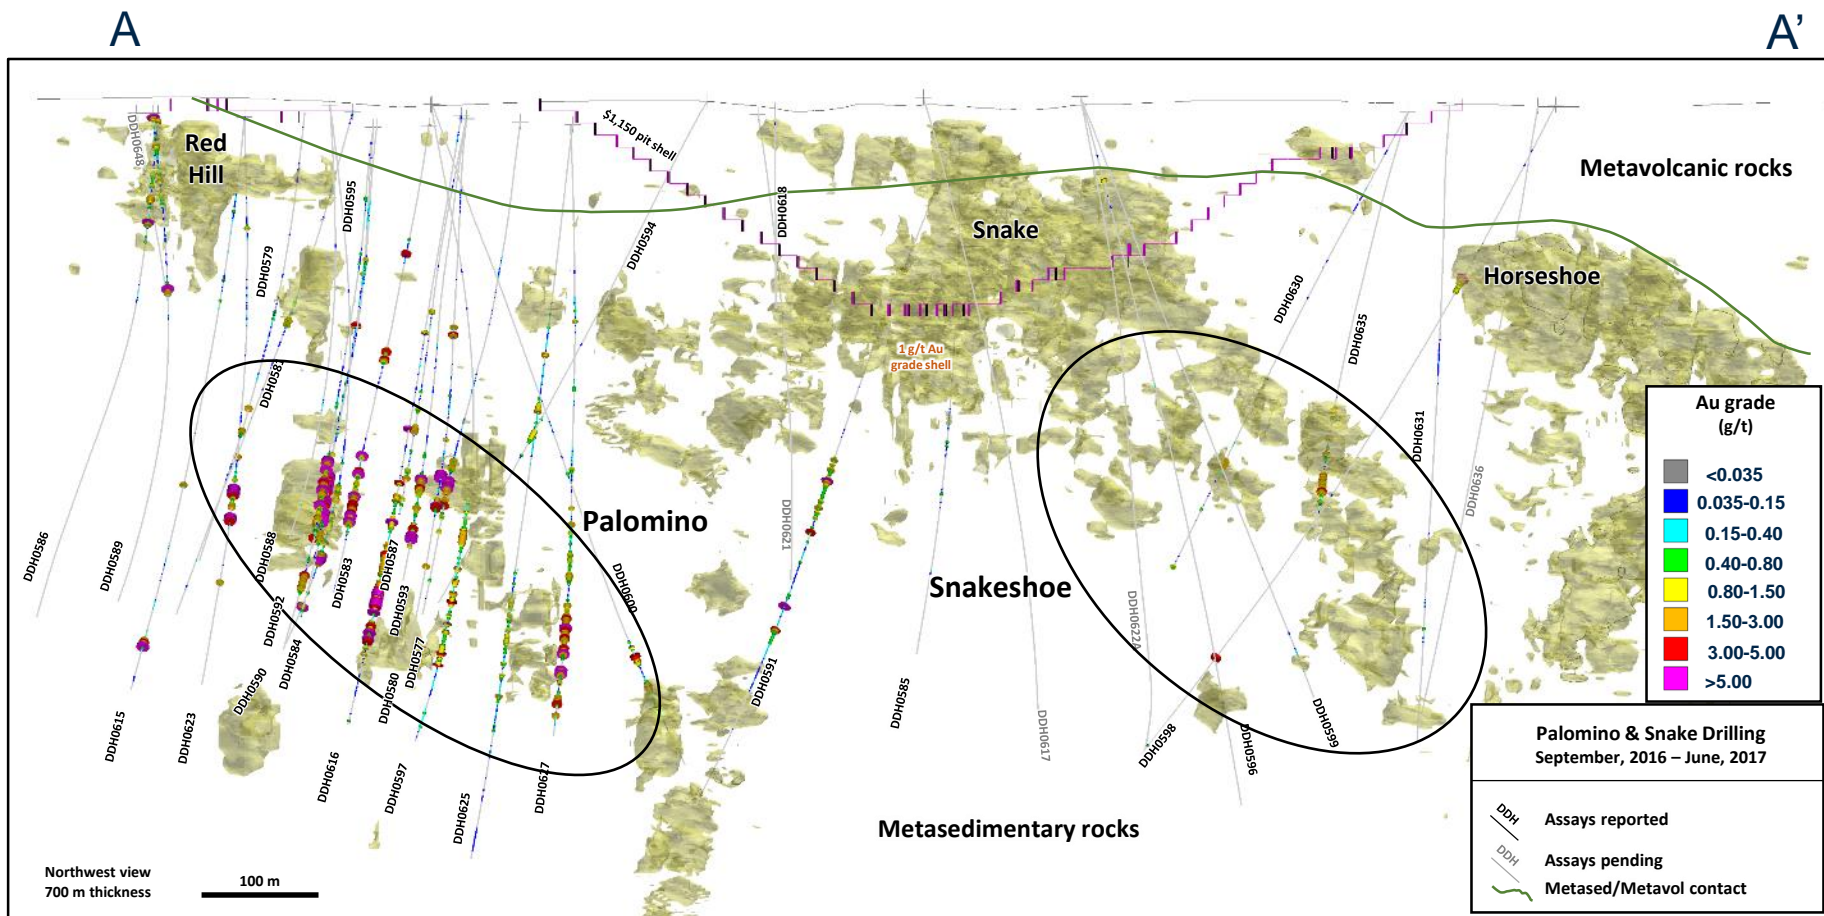 A
A’
DDH0648
Red
Hill
DDH0595
DDH0579
DDH0581
$1,150 pit shell
DDH0594
DDH0618
Snake
Metavolcanic rocks
Horseshoe
DDH0630
DDH0635
DDH0631
DDH0636
1 g/t Au
grade shell
Au grade
(g/t)
<0.035
0.035-0.15
0.15-0.40
0.40-0.80
0.80-1.50
1.50-3.00
3.00-5.00
>5.00
DDH0586
DDH0589
DDH0588
DDH0592
DDH0583
DDH0587
DDH0593
DDH0577
DDH0584
DDH0590
DDH0580
Palomino
DDH0600
DDH0621
Snakeshoe
DDH0622A
DDH0591
DDH0585
DDH0617
DDH0598
DDH0596
DDH0599
DDH0615
DDH0623
DDH0616
DDH0597
DDH0625
DDH0627
Metasedimentary rocks
Northwest view
700 m thickness
100 m
Palomino & Snake Drilling
September, 2016 – June, 2017
DDH
Assays reported
DDH
Assays pending
Metased/Metavol contact